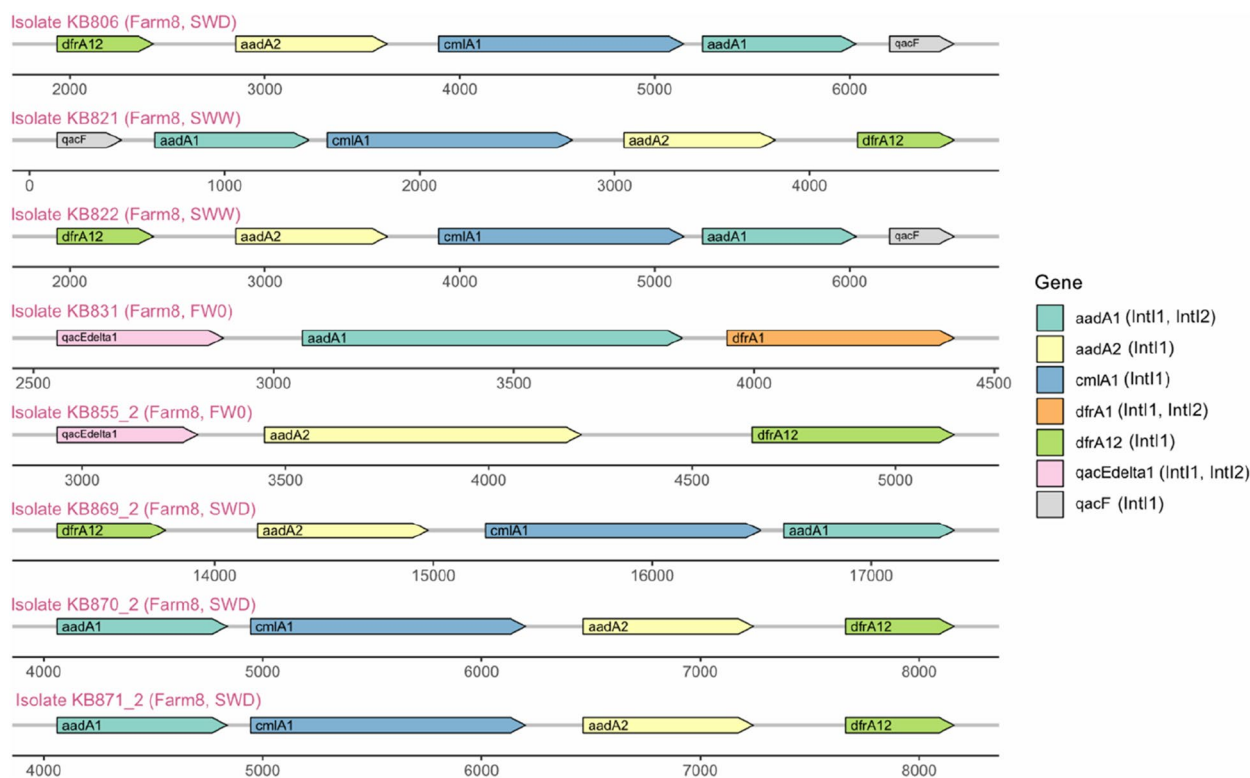 Isolate KB806 (Farm8, SWD)
dfrA12 aadA2 cmlA1 aadA1 qacF
2000 3000 4000 5000 6000
Isolate KB821 (Farm8, SWW)
qacF aadA1 cmlA1 aadA2 dfrA12
0 1000 2000 3000 4000
Isolate KB822 (Farm8, SWW)
dfrA12 aadA2 cmlA1 aadA1 qacF
2000 3000 4000 5000 6000
Isolate KB831 (Farm8, FW0)
qacEdelta1 aadA1 dfrA1
2500 3000 3500 4000 4500
Isolate KB855_2 (Farm8, FW0)
qacEdelta1 aadA2 dfrA12
3000 3500 4000 4500 5000
Isolate KB869_2 (Farm8, SWD)
dfrA12 aadA2 cmlA1 aadA1
14000 15000 16000 17000
Isolate KB870_2 (Farm8, SWD)
aadA1 cmlA1 aadA2 dfrA12
4000 5000 6000 7000 8000
Isolate KB871_2 (Farm8, SWD)
aadA1 cmlA1 aadA2 dfrA12
4000 5000 6000 7000 8000
Gene
aadA1 (IntI1, IntI2)
aadA2 (IntI1)
cmlA1 (IntI1)
dfrA1 (IntI1, IntI2)
dfrA12 (IntI1)
qacEdelta1 (IntI1, IntI2)
qacF (IntI1)